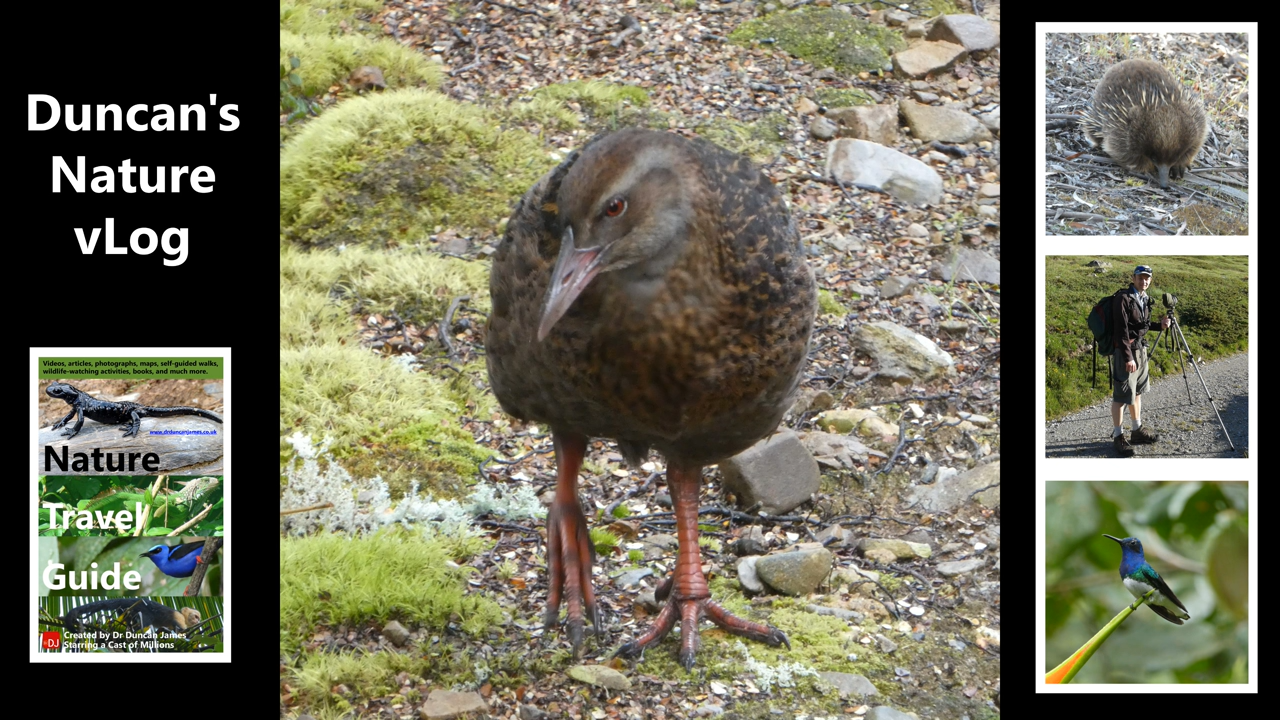 Duncan's
Nature
vLog
Videos, articles, photographs, maps, self-guided walks,
wildlife-watching activities, books, and much more.
www.drduncanjames.co.uk
Nature
Travel
Guide
DJ
Created by Dr Duncan James
Starring a Cast of Millions